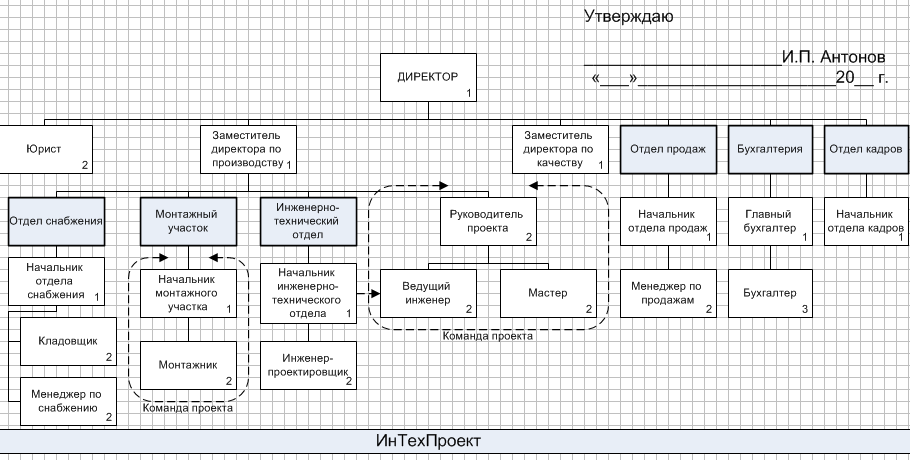 Утверждаю
____________________И.П. Антонов
«___»____________________20__ г.
ДИРЕКТОР
1
Юрист
2
Заместитель
директора по
производству 1
Заместитель
директора по
качеству 1
Отдел продаж
Бухгалтерия
Отдел кадров
Отдел снабжения
Монтажный
участок
Инженерно-
технический
отдел
Руководитель
проекта
2
Начальник
отдела продаж
1
Главный
бухгалтер
1
Начальник
отдела кадров
1
Начальник
отдела
снабжения
1
Начальник
монтажного
участка
1
Начальник
инженерно-
технического
отдела
1
Ведущий
инженер
2
Мастер
2
Менеджер по
продажам
2
Бухгалтер
3
Кладовщик
2
Монтажник
2
Инженер-
проектировщик
2
Команда проекта
Менеджер по
снабжению
2
Команда проекта
ИнТехПроект